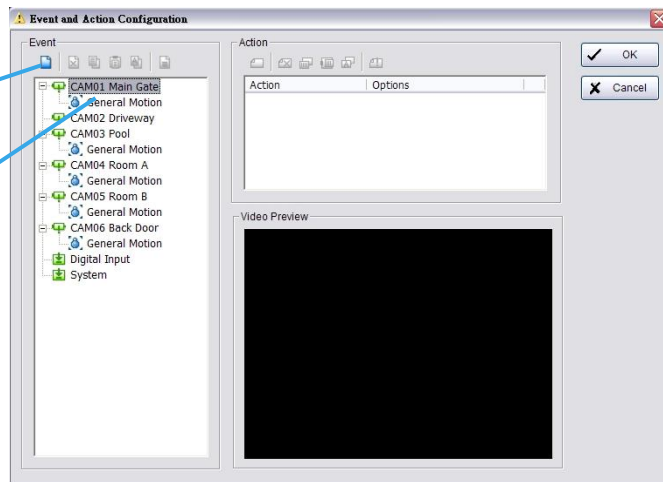 Event and Action Configuration
Event
Action
OK
Cancel
Action Options
CAM01 Main Gate
General Motion
CAM02 Driveway
CAM03 Pool
General Motion
CAM04 Room A
General Motion
CAM05 Room B
General Motion
CAM06 Back Door
General Motion
Digital Input
System
Video Preview